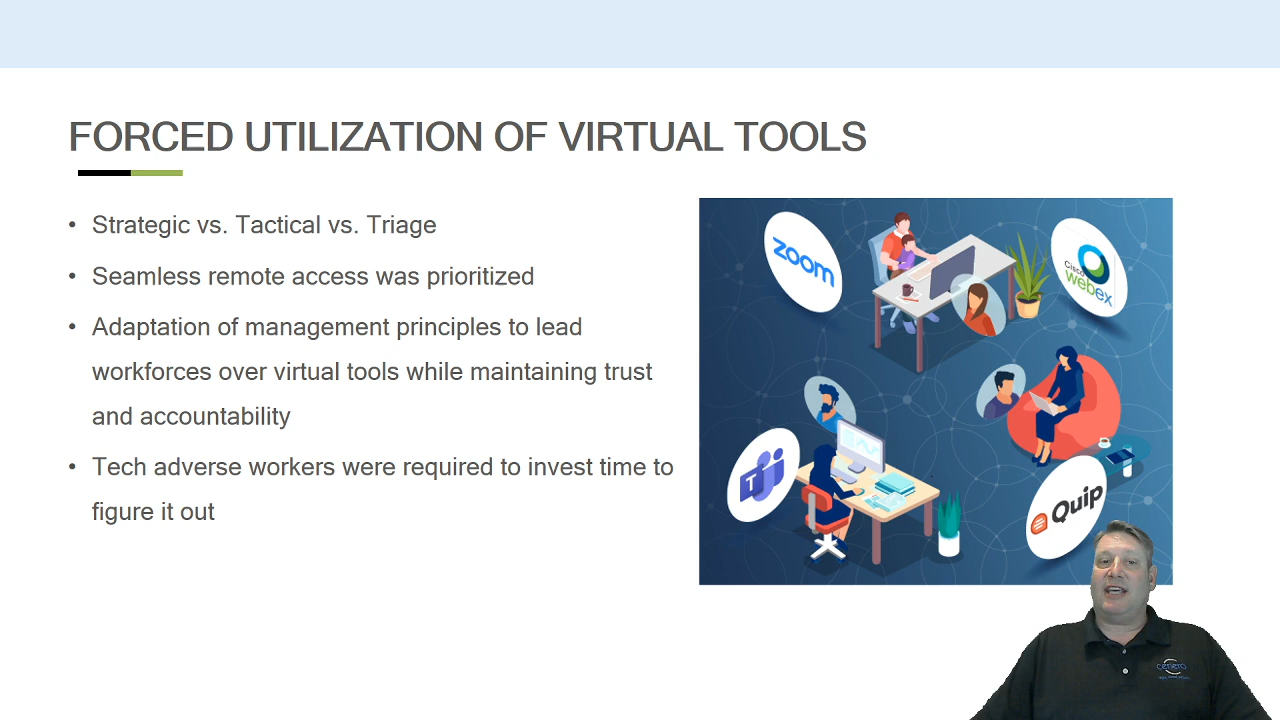 FORCED UTILIZATION OF VIRTUAL TOOLS
• Strategic vs. Tactical vs. Triage
• Seamless remote access was prioritized
• Adaptation of management principles to lead
workforces over virtual tools while maintaining trust
and accountability
• Tech adverse workers were required to invest time to
figure it out
zoom
Cisco
webex
T
Quip
cenero